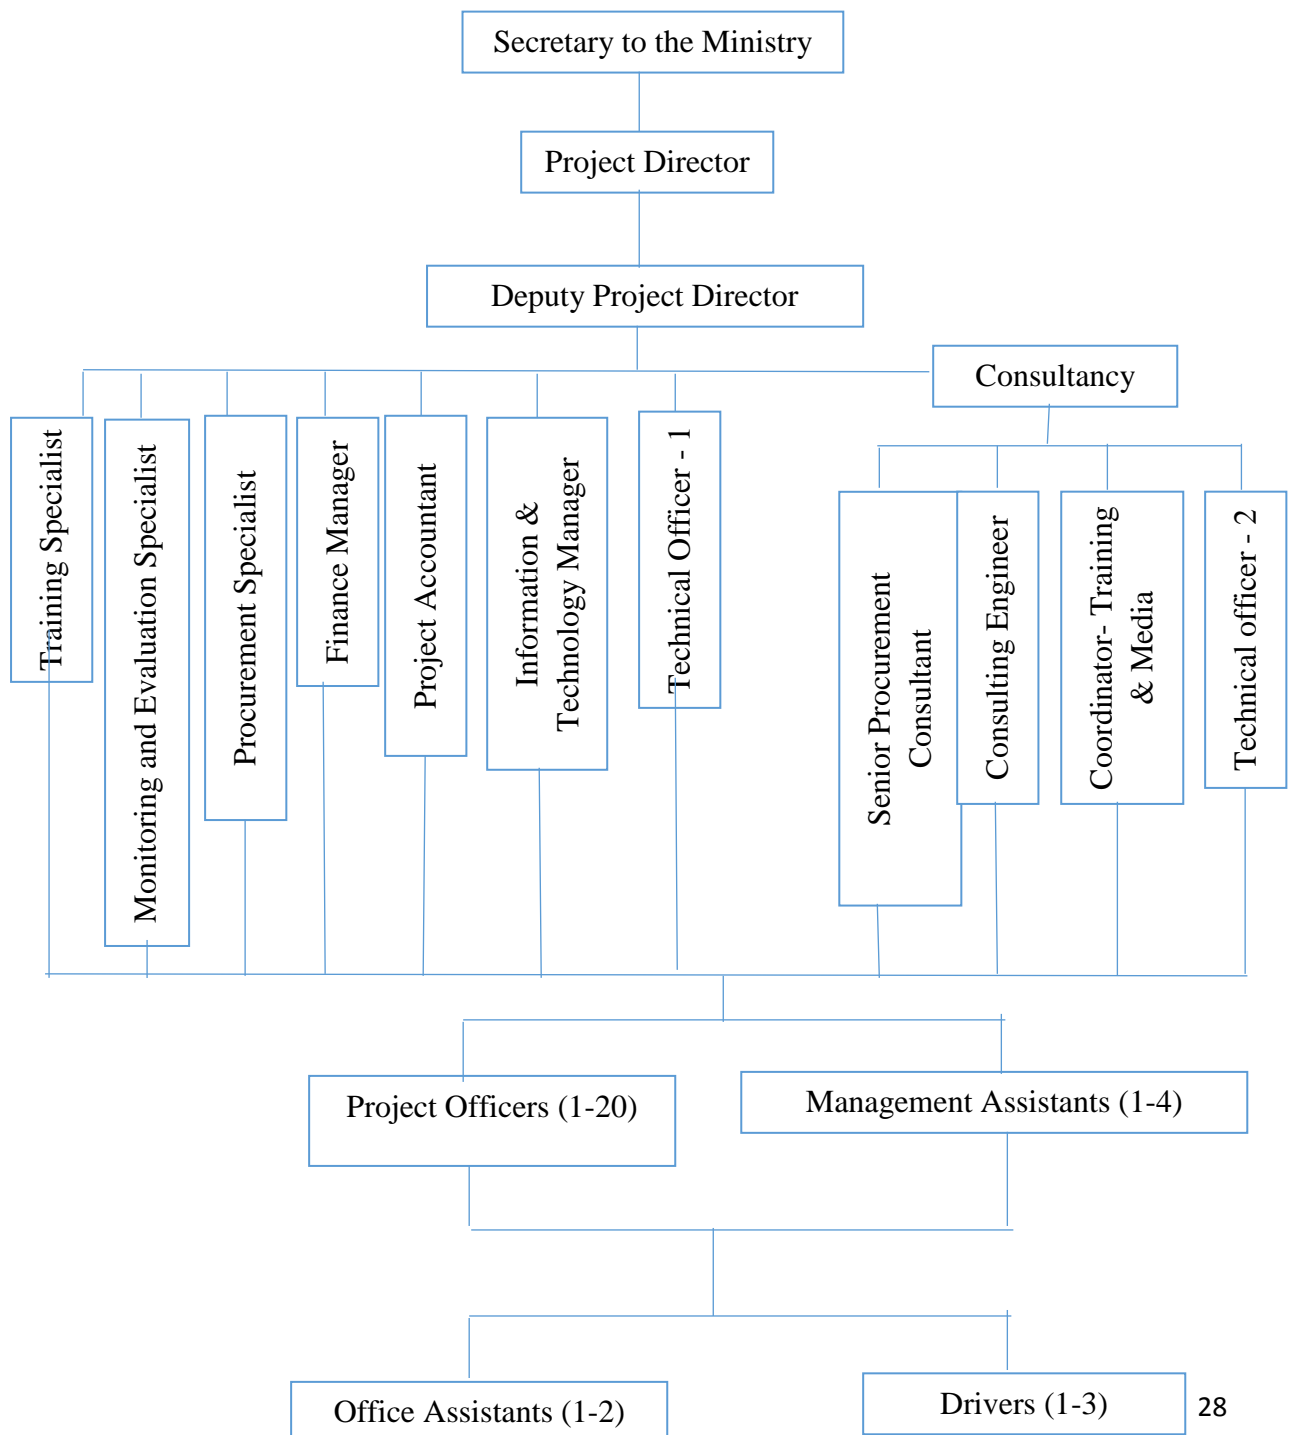 Secretary to the Ministry
Project Director
Deputy Project Director
Consultancy
Training Specialist
Monitoring and Evaluation Specialist
Procurement Specialist
Finance Manager
Project Accountant
Information &
Technology Manager
Technical Officer - 1
Senior Procurement
Consultant
Consulting Engineer
Coordinator- Training
& Media
Technical officer - 2
Project Officers (1-20)
Management Assistants (1-4)
Office Assistants (1-2)
Drivers (1-3)
28